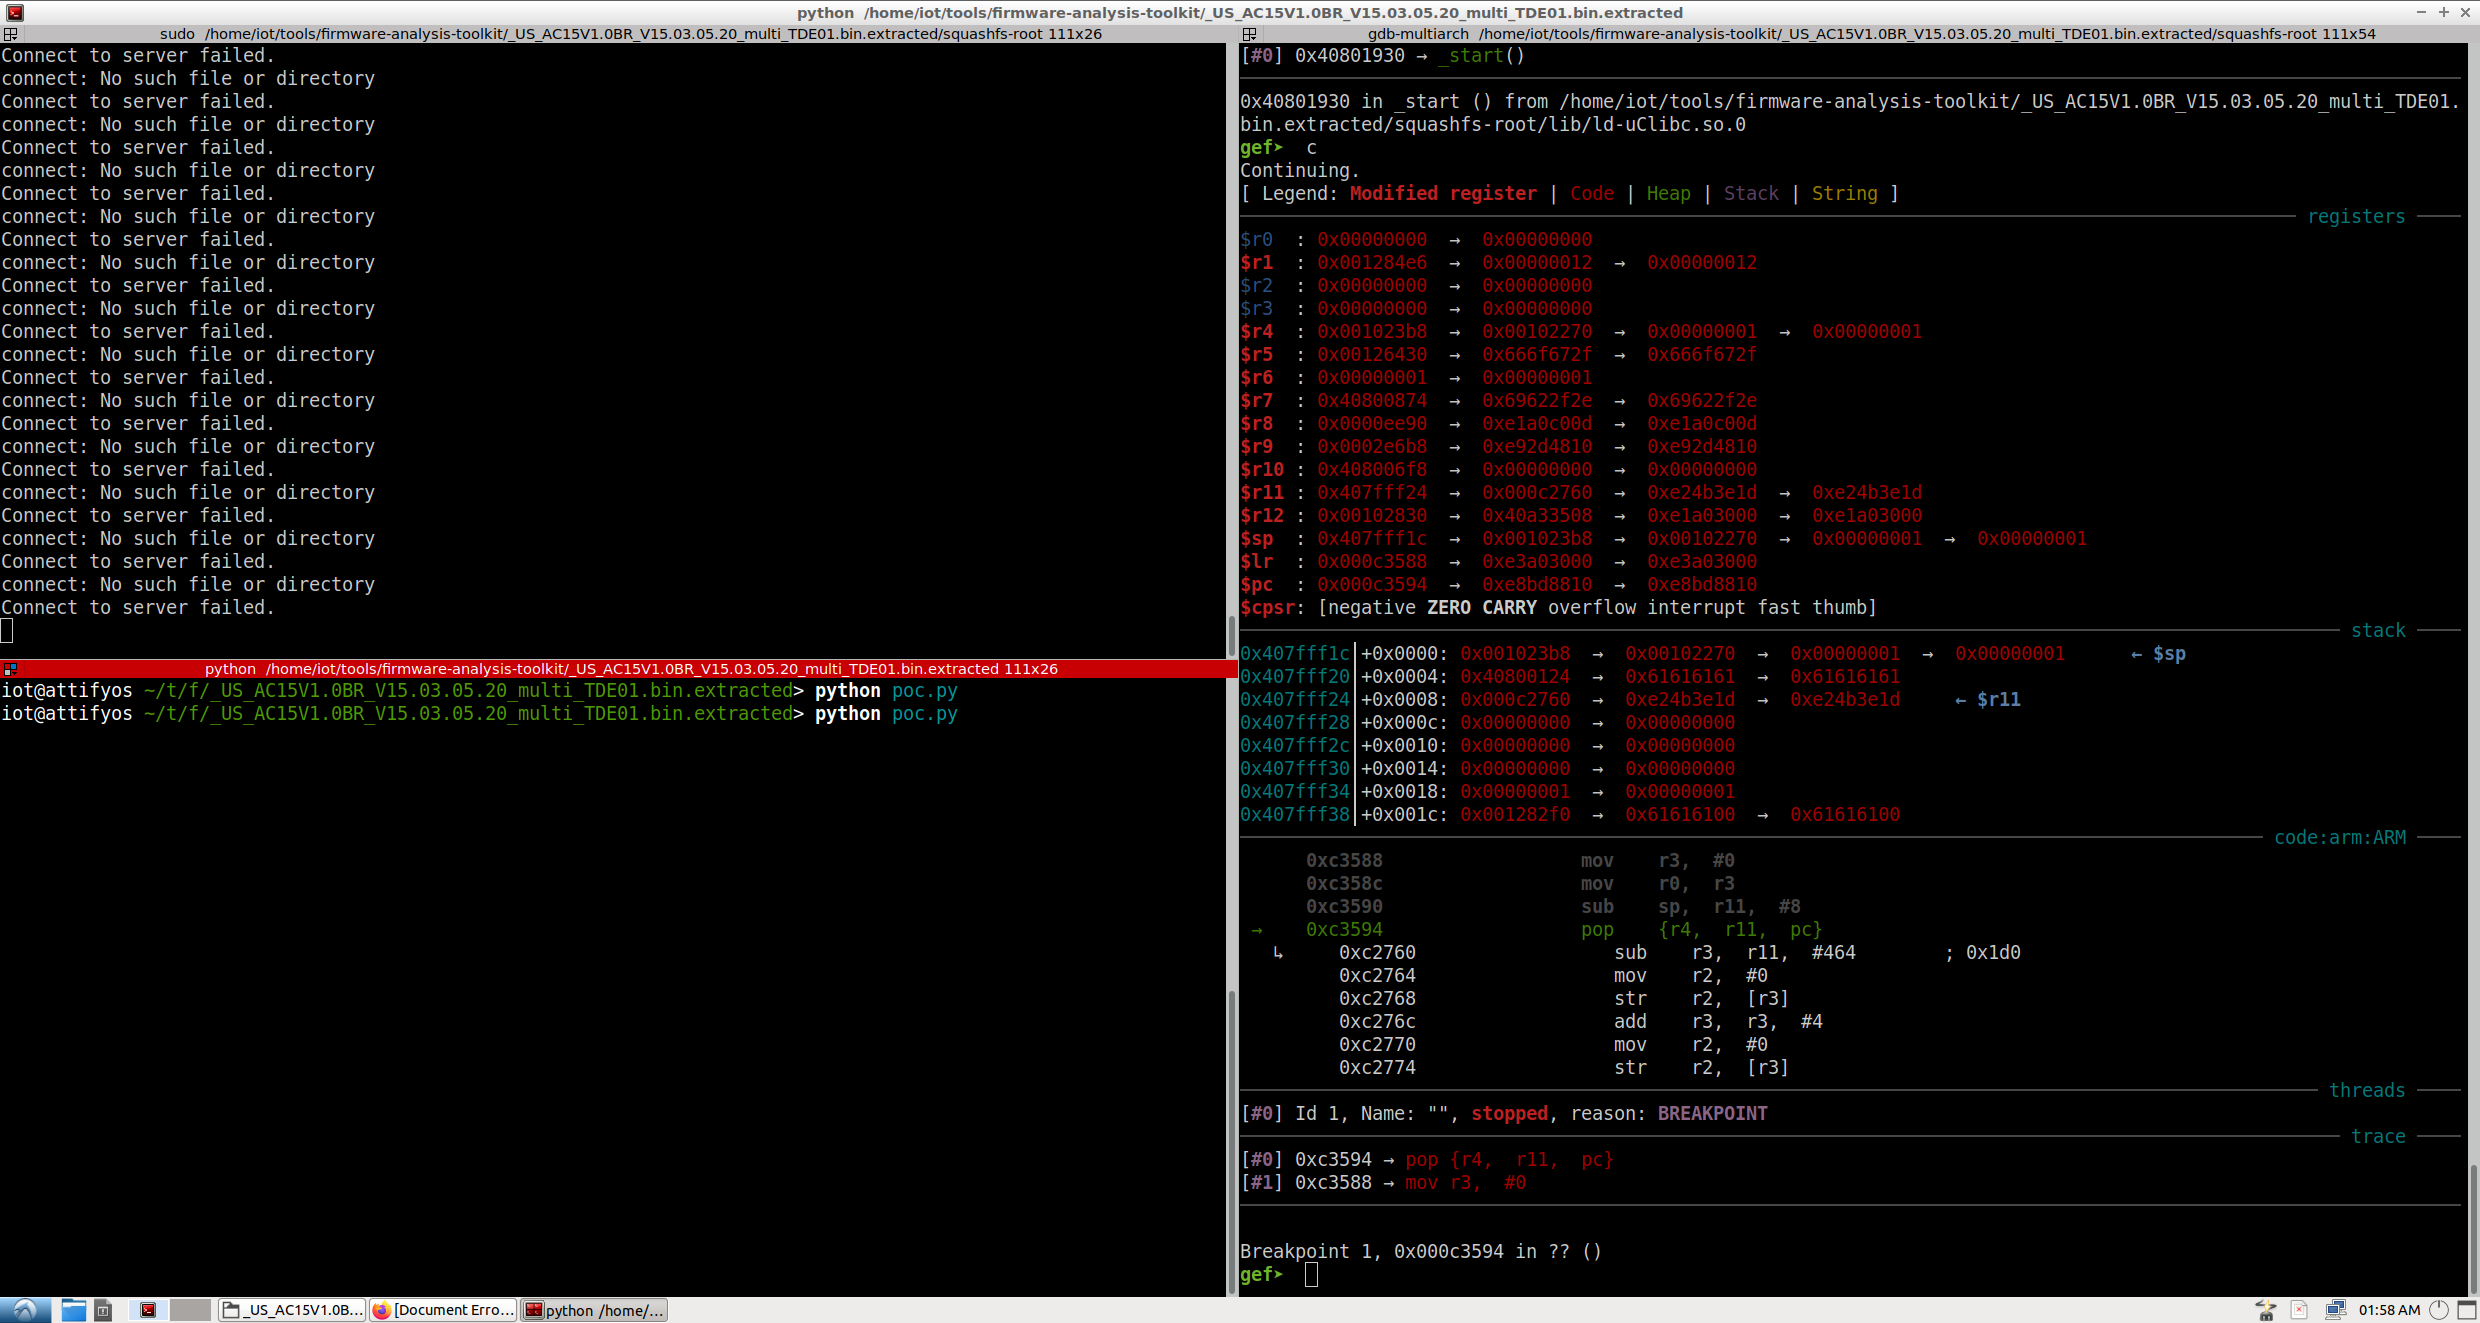 python  /home/iot/tools/firmware-analysis-toolkit/_US_AC15V1.0BR_V15.03.05.20_multi_TDE01.bin.extracted
sudo  /home/iot/tools/firmware-analysis-toolkit/_US_AC15V1.0BR_V15.03.05.20_multi_TDE01.bin.extracted/squashfs-root 111x26
Connect to server failed.
connect: No such file or directory
Connect to server failed.
connect: No such file or directory
Connect to server failed.
connect: No such file or directory
Connect to server failed.
connect: No such file or directory
Connect to server failed.
connect: No such file or directory
Connect to server failed.
connect: No such file or directory
Connect to server failed.
connect: No such file or directory
Connect to server failed.
connect: No such file or directory
Connect to server failed.
connect: No such file or directory
Connect to server failed.
connect: No such file or directory
Connect to server failed.
connect: No such file or directory
Connect to server failed.
connect: No such file or directory
Connect to server failed.
python  /home/iot/tools/firmware-analysis-toolkit/_US_AC15V1.0BR_V15.03.05.20_multi_TDE01.bin.extracted 111x26
iot@attifyos ~/t/f/_US_AC15V1.0BR_V15.03.05.20_multi_TDE01.bin.extracted> python poc.py
iot@attifyos ~/t/f/_US_AC15V1.0BR_V15.03.05.20_multi_TDE01.bin.extracted> python poc.py
gdb-multiarch  /home/iot/tools/firmware-analysis-toolkit/_US_AC15V1.0BR_V15.03.05.20_multi_TDE01.bin.extracted/squashfs-root 111x54
[#0] 0x40801930 → _start()
0x40801930 in _start () from /home/iot/tools/firmware-analysis-toolkit/_US_AC15V1.0BR_V15.03.05.20_multi_TDE01.
bin.extracted/squashfs-root/lib/ld-uClibc.so.0
gef➤  c
Continuing.
[ Legend: Modified register | Code | Heap | Stack | String ]
registers
$r0  : 0x00000000  →  0x00000000
$r1  : 0x001284e6  →  0x00000012  →  0x00000012
$r2  : 0x00000000  →  0x00000000
$r3  : 0x00000000  →  0x00000000
$r4  : 0x001023b8  →  0x00102270  →  0x00000001  →  0x00000001
$r5  : 0x00126430  →  0x666f672f  →  0x666f672f
$r6  : 0x00000001  →  0x00000001
$r7  : 0x40800874  →  0x69622f2e  →  0x69622f2e
$r8  : 0x0000ee90  →  0xe1a0c00d  →  0xe1a0c00d
$r9  : 0x0002e6b8  →  0xe92d4810  →  0xe92d4810
$r10 : 0x408006f8  →  0x00000000  →  0x00000000
$r11 : 0x407fff24  →  0x000c2760  →  0xe24b3e1d  →  0xe24b3e1d
$r12 : 0x00102830  →  0x40a33508  →  0xe1a03000  →  0xe1a03000
$sp  : 0x407fff1c  →  0x001023b8  →  0x00102270  →  0x00000001  →  0x00000001
$lr  : 0x000c3588  →  0xe3a03000  →  0xe3a03000
$pc  : 0x000c3594  →  0xe8bd8810  →  0xe8bd8810
$cpsr: [negative ZERO CARRY overflow interrupt fast thumb]
stack
0x407fff1c│+0x0000: 0x001023b8  →  0x00102270  →  0x00000001  →  0x00000001  ← $sp
0x407fff20│+0x0004: 0x40800124  →  0x61616161  →  0x61616161
0x407fff24│+0x0008: 0x000c2760  →  0xe24b3e1d  →  0xe24b3e1d  ← $r11
0x407fff28│+0x000c: 0x00000000  →  0x00000000
0x407fff2c│+0x0010: 0x00000000  →  0x00000000
0x407fff30│+0x0014: 0x00000000  →  0x00000000
0x407fff34│+0x0018: 0x00000001  →  0x00000001
0x407fff38│+0x001c: 0x001282f0  →  0x61616100  →  0x61616100
code:arm:ARM
0xc3588 mov r3, #0
0xc358c mov r0, r3
0xc3590 sub sp, r11, #8
→ 0xc3594 pop {r4, r11, pc}
↳ 0xc2760 sub r3, r11, #464 ; 0x1d0
0xc2764 mov r2, #0
0xc2768 str r2, [r3]
0xc276c add r3, r3, #4
0xc2770 mov r2, #0
0xc2774 str r2, [r3]
threads
[#0] Id 1, Name: "", stopped, reason: BREAKPOINT
trace
[#0] 0xc3594 → pop {r4, r11, pc}
[#1] 0xc3588 → mov r3, #0
Breakpoint 1, 0x000c3594 in ?? ()
gef➤
_US_AC15V1.0B... [Document Erro... python /home/... 01:58 AM